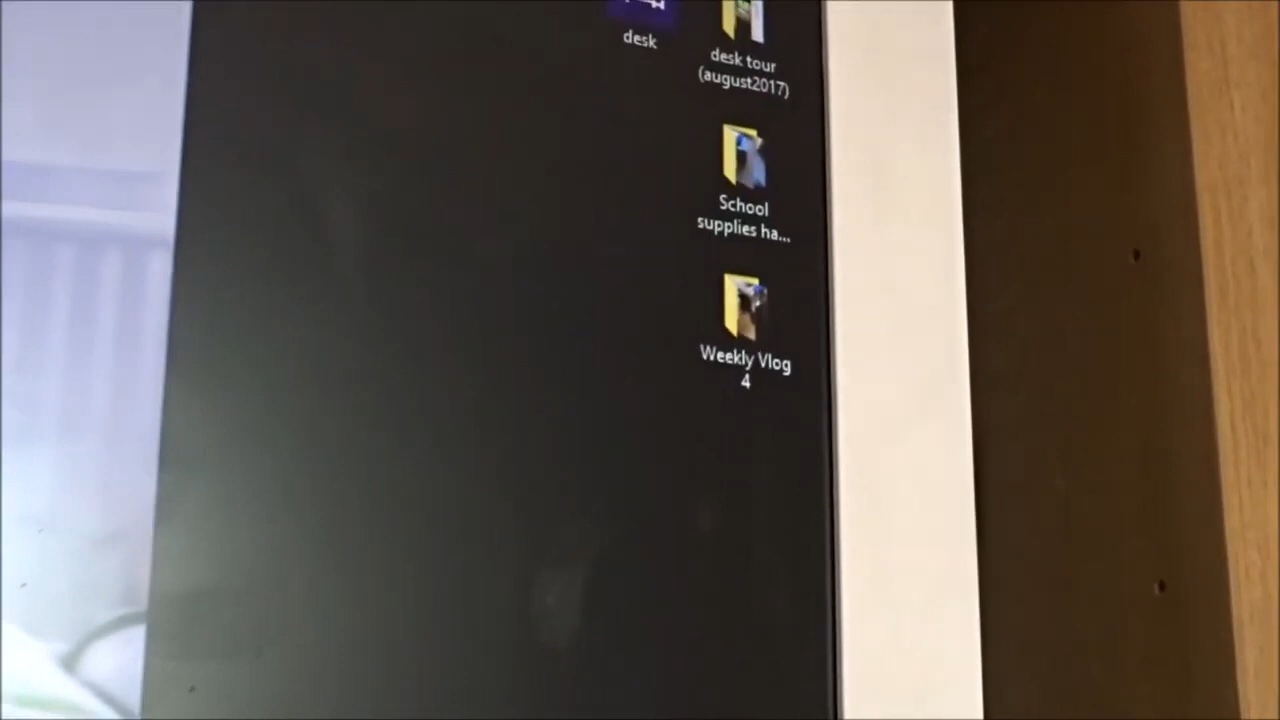 desk
desk tour
(august2017)
School
supplies ha...
Weekly Vlog
4